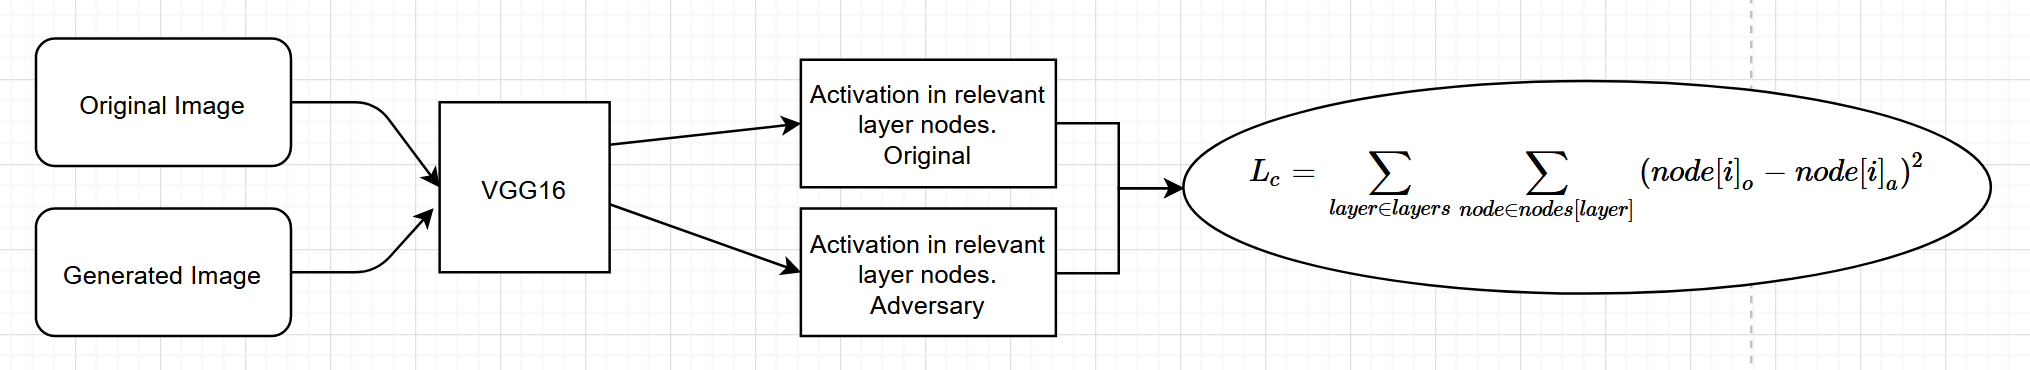 Original Image
Generated Image
VGG16
Activation in relevant
layer nodes.
Original
Activation in relevant
layer nodes.
Adversary
L_c = ∑_{layer∈layers} ∑_{node∈nodes[layer]} (node[i]_o − node[i]_a)^2